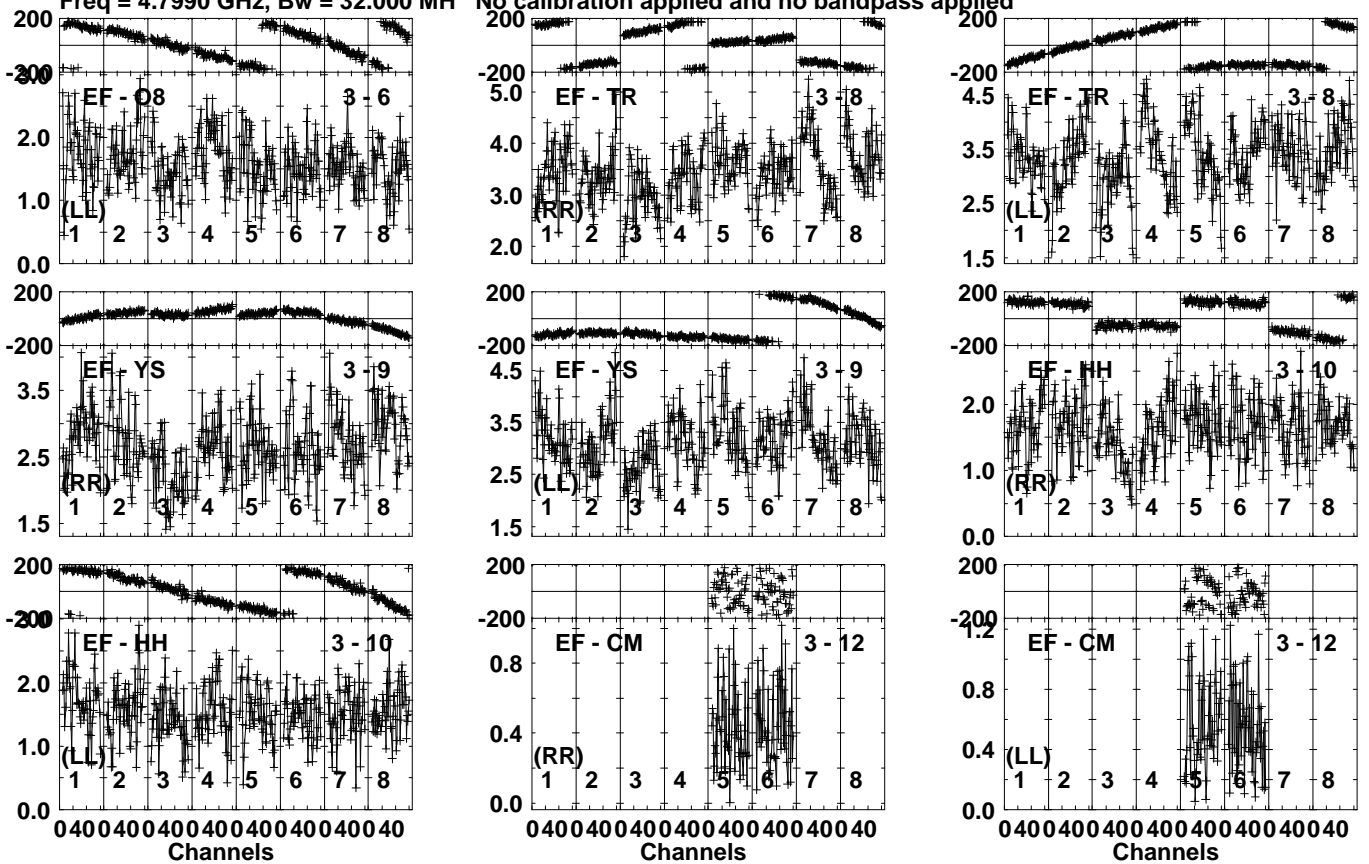 Freq = 4.7990 GHz, Bw = 32.000 MH No calibration applied and no bandpass applied
200 200 200
-200 -200 -200
3.0
EF - O8 3 - 6 EF - TR 3 - 8 EF - TR 3 - 8
2.0
1.0
0.0
(LL)
1 2 3 4 5 6 7 8
5.0
4.0
3.0
2.0
(RR)
1 2 3 4 5 6 7 8
4.5
3.5
2.5
1.5
(LL)
1 2 3 4 5 6 7 8
200 200 200
-200 -200 -200
EF - YS 3 - 9 EF - YS 3 - 9 EF - HH 3 - 10
3.5
2.5
1.5
(RR)
1 2 3 4 5 6 7 8
4.5
3.5
2.5
1.5
(LL)
1 2 3 4 5 6 7 8
2.0
1.0
0.0
(RR)
1 2 3 4 5 6 7 8
200 200 200
-200 -200 -200
3.0
EF - HH 3 - 10 EF - CM 3 - 12 EF - CM 3 - 12
2.0
1.0
0.0
(LL)
1 2 3 4 5 6 7 8
0.8
0.4
0.0
(RR)
1 2 3 4 5 6 7 8
1.2
0.8
0.4
0.0
(LL)
1 2 3 4 5 6 7 8
0 40 0 40 0 40 0 40 0 40 0 40 0 40 0 40 0 40 0 40 0 40 0 40 0 40 0 40 0 40 0 40 0 40 0 40 0 40 0 40 0 40 0 40 0 40 0 40
Channels Channels Channels